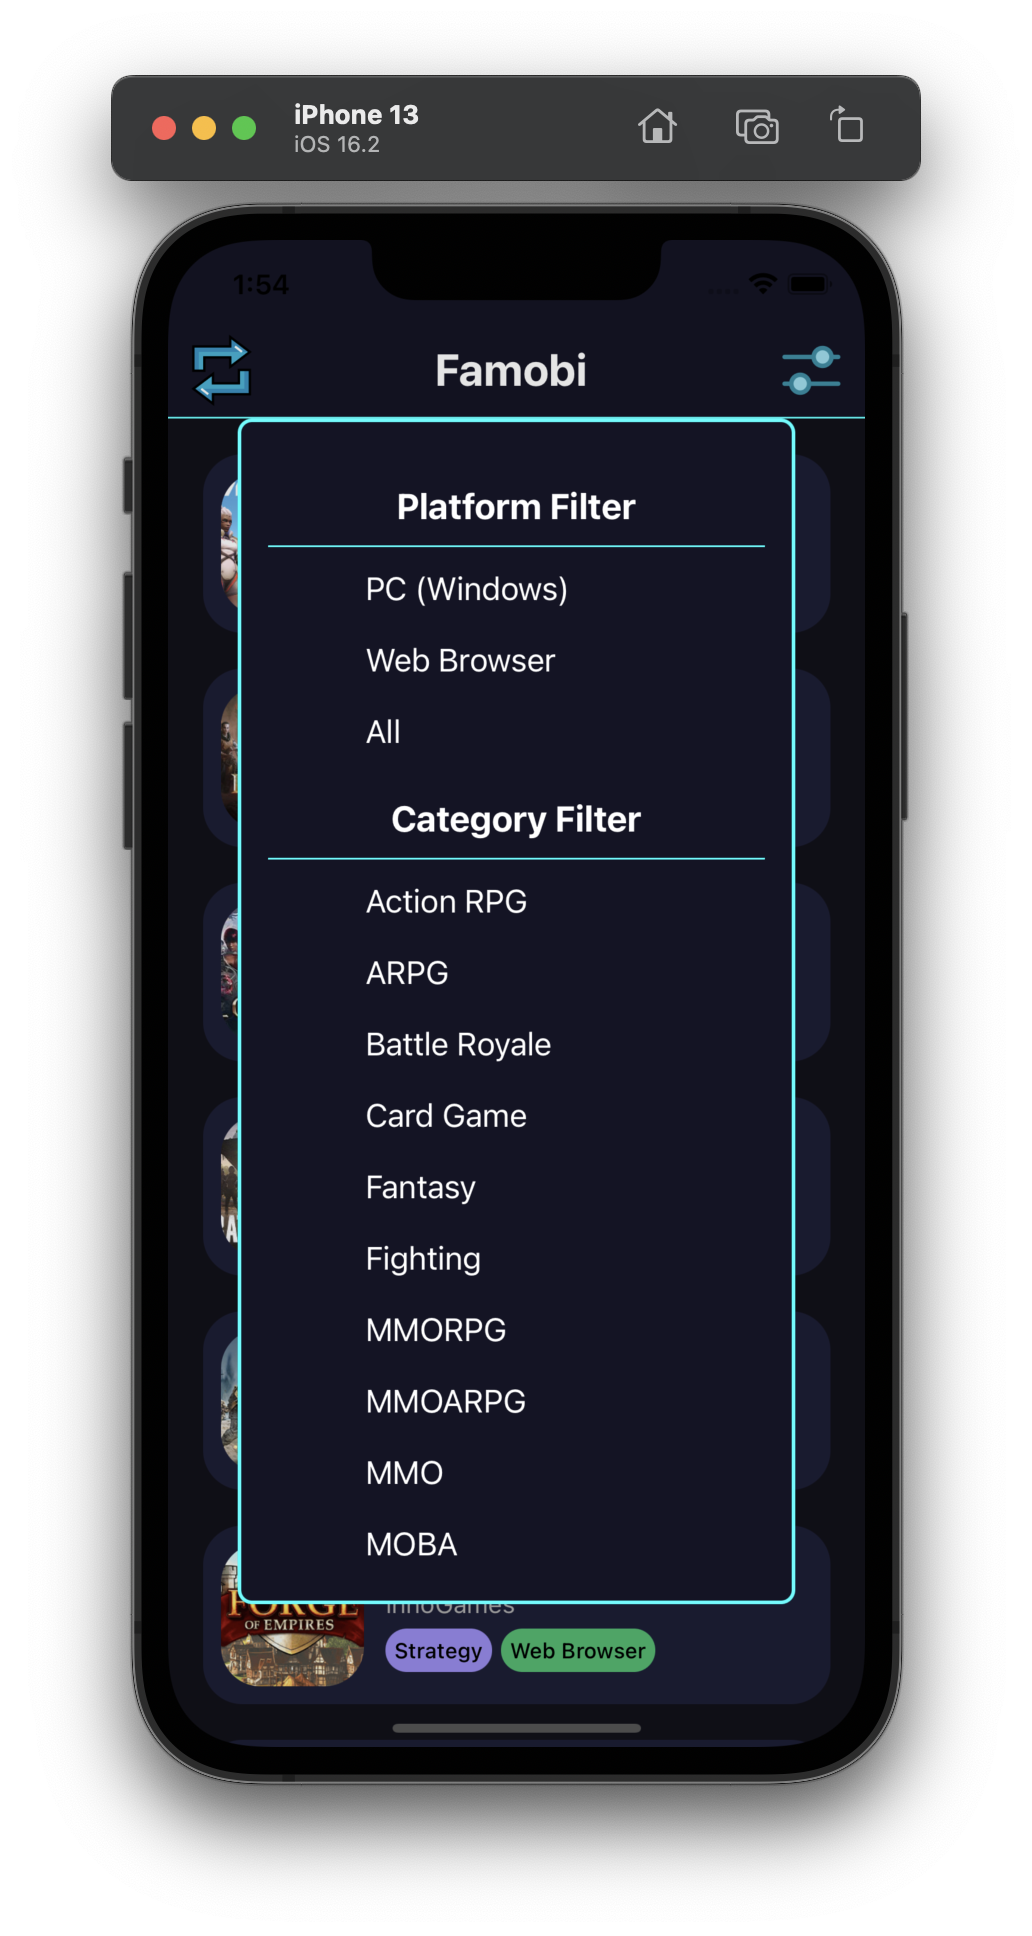 iPhone 13
iOS 16.2
1:54
Famobi
Platform Filter
PC (Windows)
Web Browser
All
Category Filter
Action RPG
ARPG
Battle Royale
Card Game
Fantasy
Fighting
MMORPG
MMOARPG
MMO
MOBA
FORGE
OF EMPIRES
InnoGames
Strategy
Web Browser